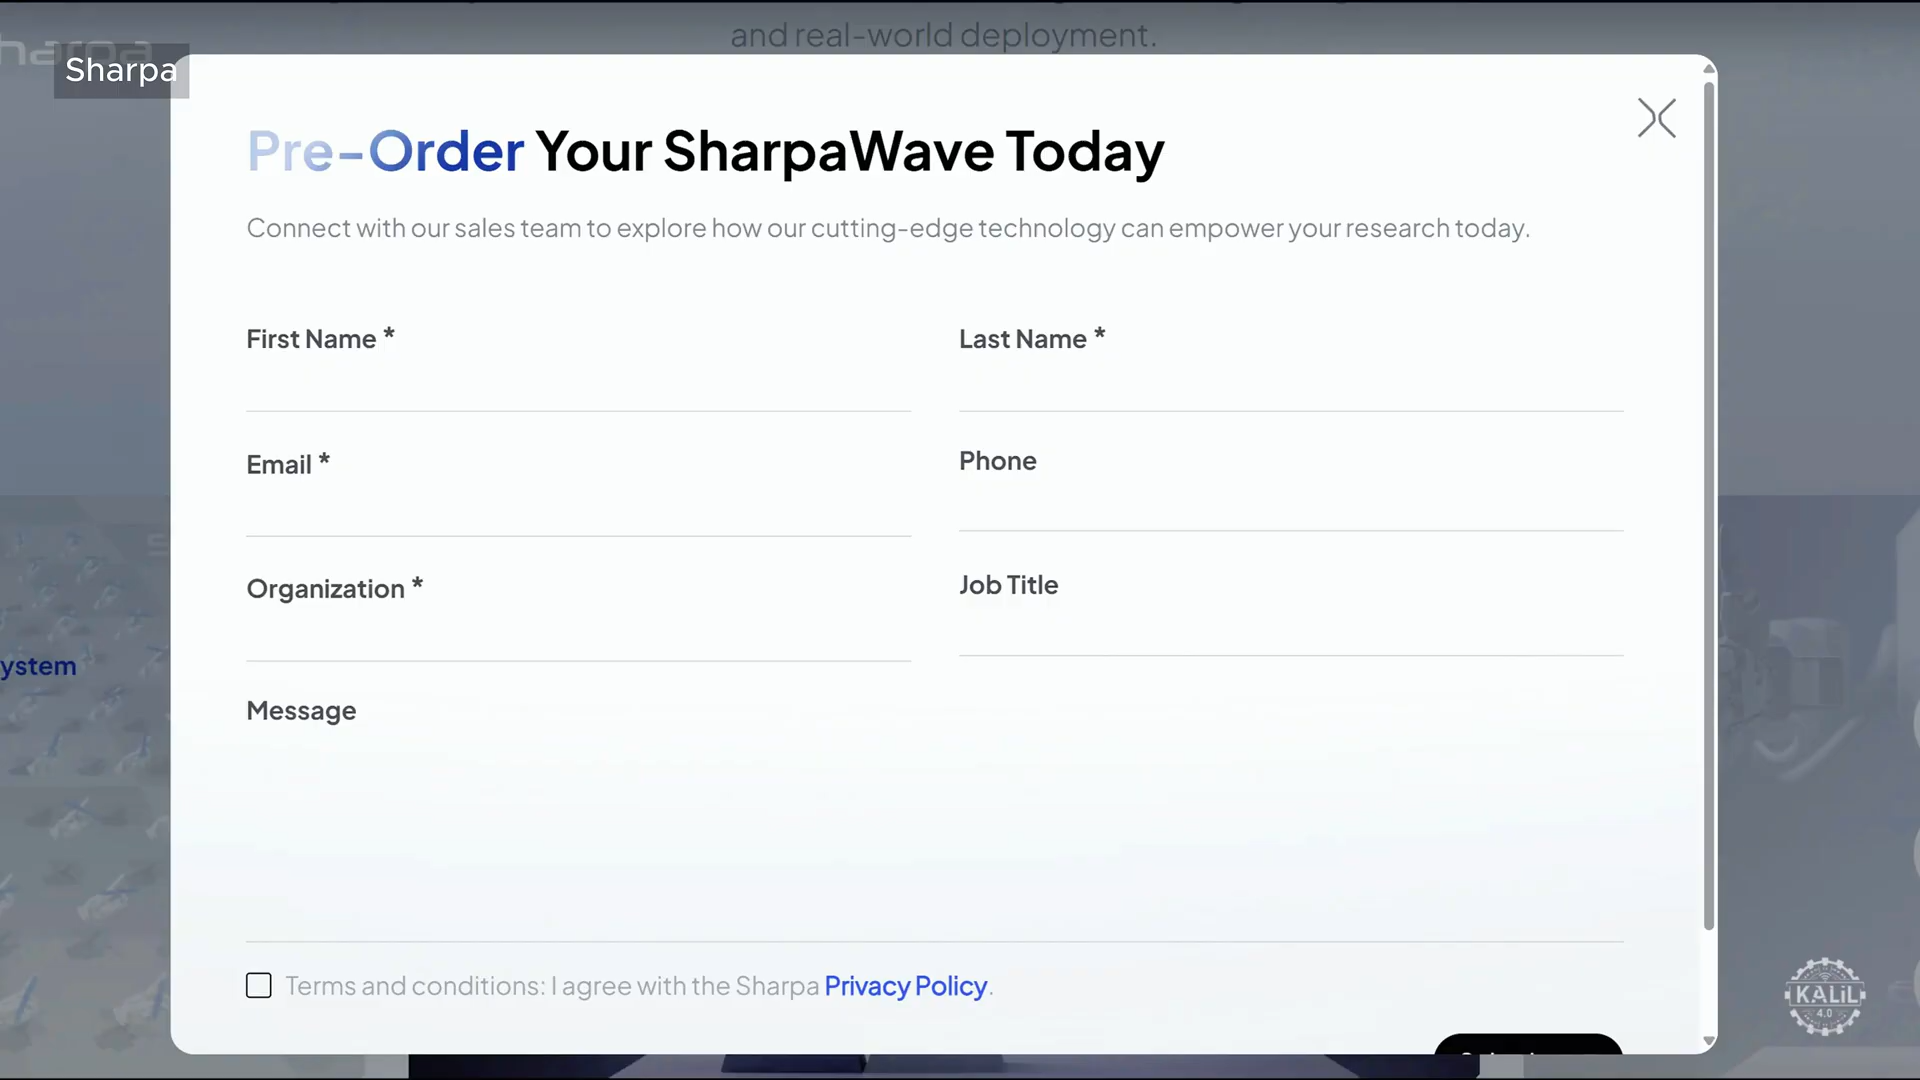 and real-world deployment.
Sharpa
Pre-Order Your SharpaWave Today
Connect with our sales team to explore how our cutting-edge technology can empower your research today.
First Name *
Last Name *
Email *
Phone
Organization *
Job Title
ystem
Message
Terms and conditions: I agree with the Sharpa Privacy Policy.
KALIL
4.0